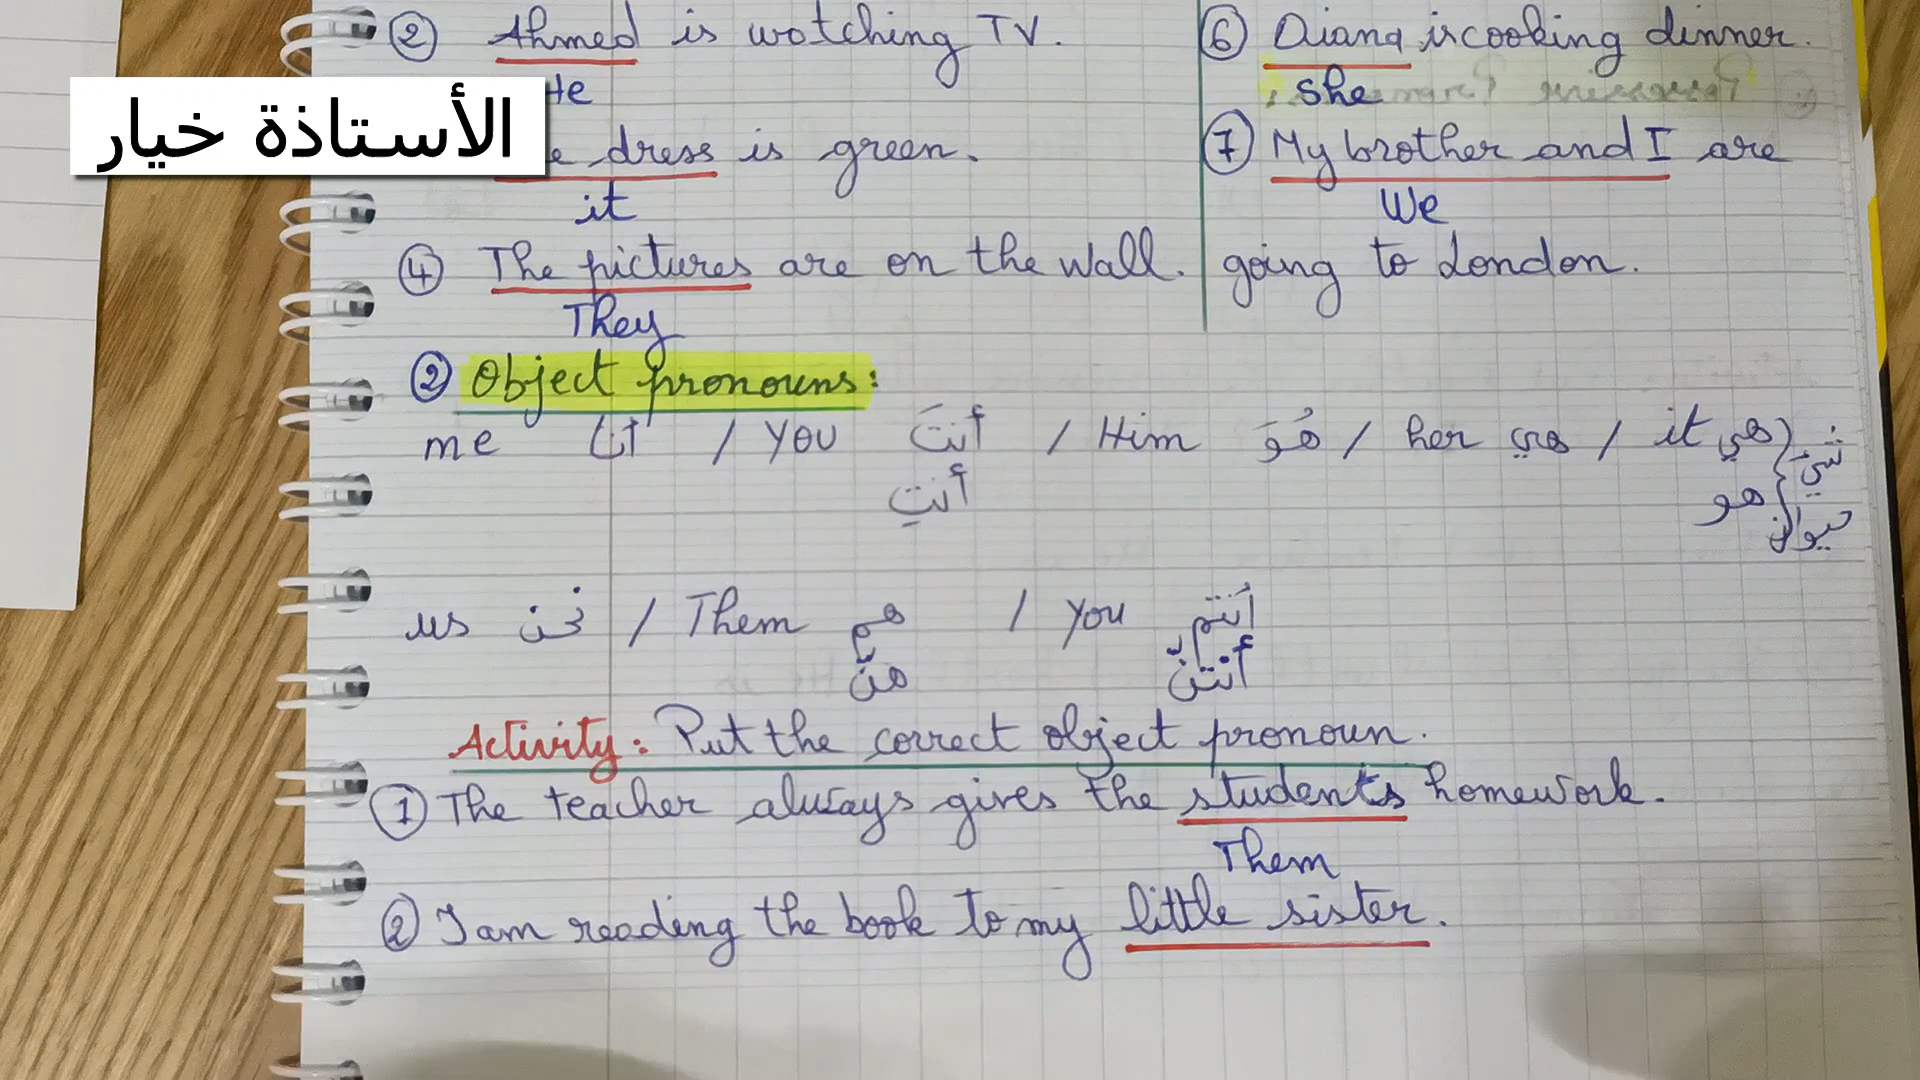 ② Ahmed is watching TV.
He
الأستاذة خيار
dress is green.
it
④ The pictures are on the wall.
They
⑥ Diana is cooking dinner.
she
⑦ My brother and I are
We
going to London.
② Object pronouns:
me أنا / you أنتَ / Him هُوَ / her هي / it هي } شيئ
أنتِ هو } حيوان
us نحن / Them هم / you أنتم
هنّ أنتنّ
Activity: Put the correct object pronoun.
① The teacher always gives the students homework.
Them
② I am reading the book to my little sister.